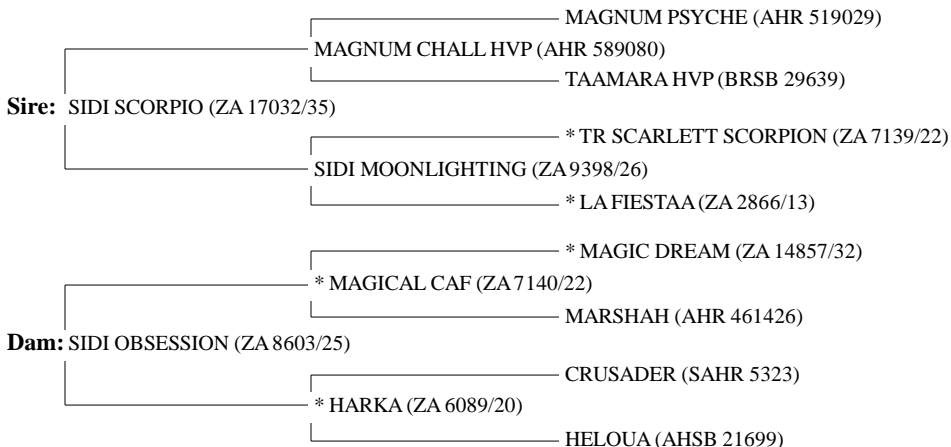 MAGNUM PSYCHE (AHR 519029)
MAGNUM CHALL HVP (AHR 589080)
TAAMARA HVP (BRSB 29639)
Sire: SIDI SCORPIO (ZA 17032/35)
* TR SCARLETT SCORPION (ZA 7139/22)
SIDI MOONLIGHTING (ZA 9398/26)
* LA FIESTAA (ZA 2866/13)
* MAGIC DREAM (ZA 14857/32)
* MAGICAL CAF (ZA 7140/22)
MARSHAH (AHR 461426)
Dam: SIDI OBSESSION (ZA 8603/25)
CRUSADER (SAHR 5323)
* HARKA (ZA 6089/20)
HELOUA (AHSB 21699)